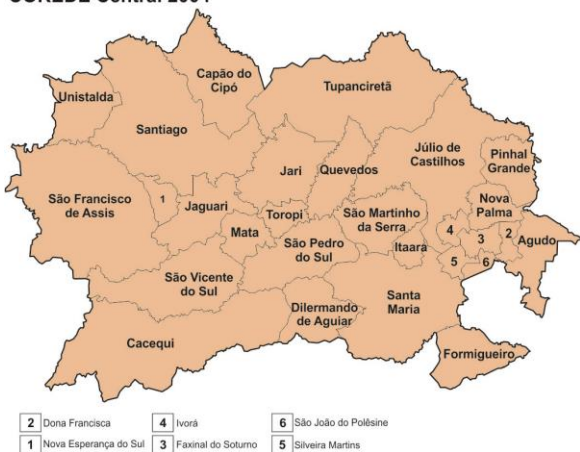 COREDE Central 2004
Capão do
Cipó
Tupanciretã
Unistalda
Santiago
Júlio de
Castilhos
Pinhal
Grande
Jari
Quevedos
São Francisco
de Assis
1
Jaguari
Nova
Palma
Toropi
São Martinho
da Serra
Mata
4
3
2
Agudo
Itaara
São Pedro
do Sul
5
6
São Vicente
do Sul
Santa
Maria
Dilermando
de Aguiar
Cacequi
Formigueiro
2 Dona Francisca
4 Ivorá
6 São João do Polêsine
1 Nova Esperança do Sul
3 Faxinal do Soturno
5 Silveira Martins